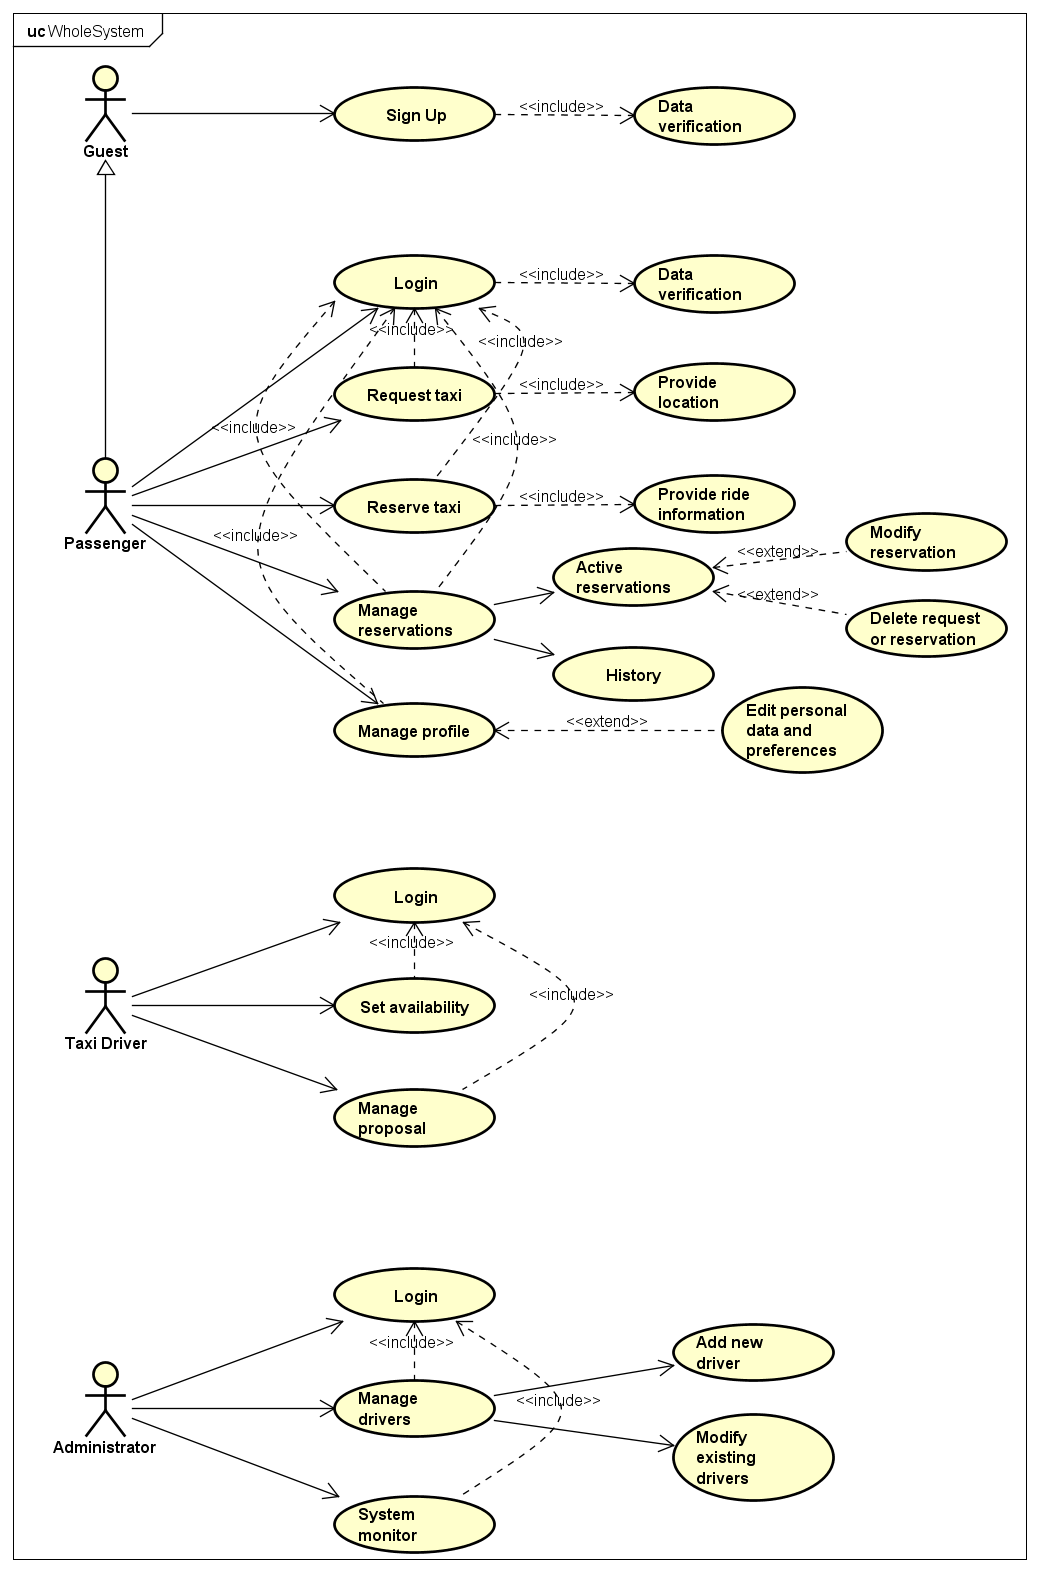 uc WholeSystem
Guest
Sign Up
<<include>>
Data
verification
Login
<<include>>
Data
verification
<<include>>
<<include>>
Request taxi
<<include>>
Provide
location
<<include>>
<<include>>
Passenger
Reserve taxi
<<include>>
Provide ride
information
<<include>>
Manage
reservations
Active
reservations
<<extend>>
Modify
reservation
<<extend>>
Delete request
or reservation
History
Manage profile
<<extend>>
Edit personal
data and
preferences
Login
<<include>>
Taxi Driver
Set availability
<<include>>
Manage
proposal
Login
<<include>>
Administrator
Manage
drivers
<<include>>
Add new
driver
Modify
existing
drivers
System
monitor